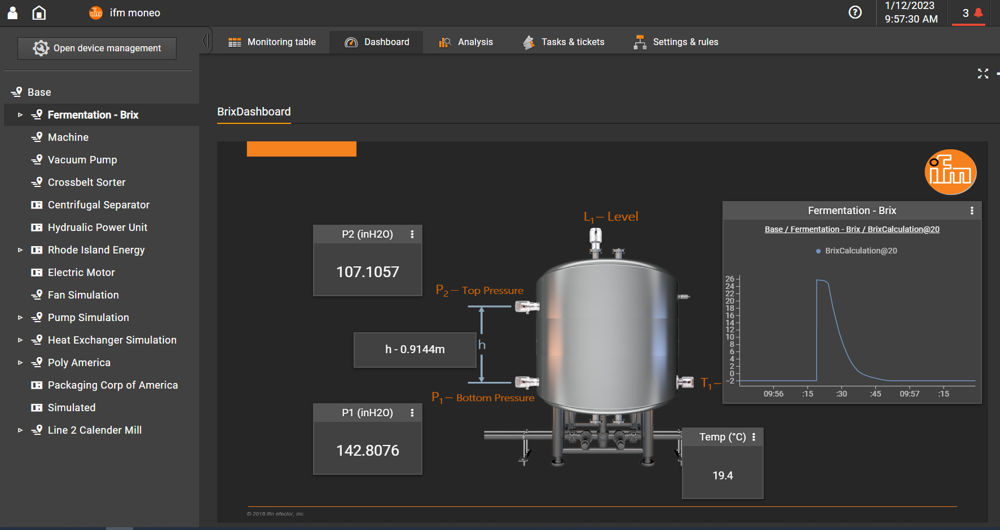 ifm moneo
1/12/2023
9:57:30 AM
3
Open device management
Monitoring table
Dashboard
Analysis
Tasks & tickets
Settings & rules
Base
Fermentation - Brix
Machine
Vacuum Pump
Crossbelt Sorter
Centrifugal Separator
Hydrualic Power Unit
Rhode Island Energy
Electric Motor
Fan Simulation
Pump Simulation
Heat Exchanger Simulation
Poly America
Packaging Corp of America
Simulated
Line 2 Calender Mill
BrixDashboard
ifm
L1– Level
P2 (inH2O)
107.1057
P2– Top Pressure
h
h - 0.9144m
P1– Bottom Pressure
P1 (inH2O)
142.8076
T1–
Temp (°C)
19.4
Fermentation - Brix
Base / Fermentation - Brix / BrixCalculation@20
BrixCalculation@20
26
24
22
20
18
16
14
12
10
8
6
4
2
0
−2
09:56 :15 :30 :45 09:57 :15
© 2018 ifm efector, inc.